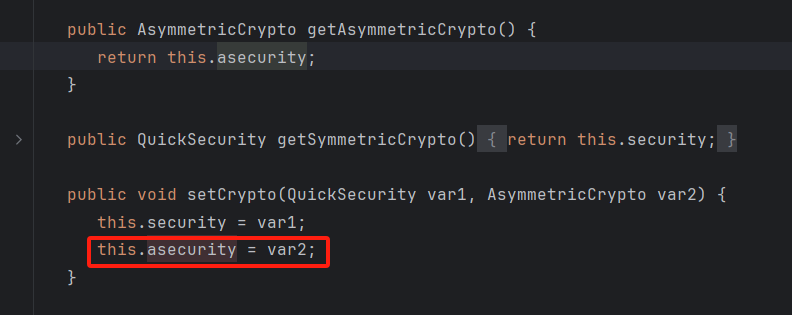 public AsymmetricCrypto getAsymmetricCrypto() {
return this.asecurity;
}
public QuickSecurity getSymmetricCrypto() { return this.security; }
public void setCrypto(QuickSecurity var1, AsymmetricCrypto var2) {
this.security = var1;
this.asecurity = var2;
}